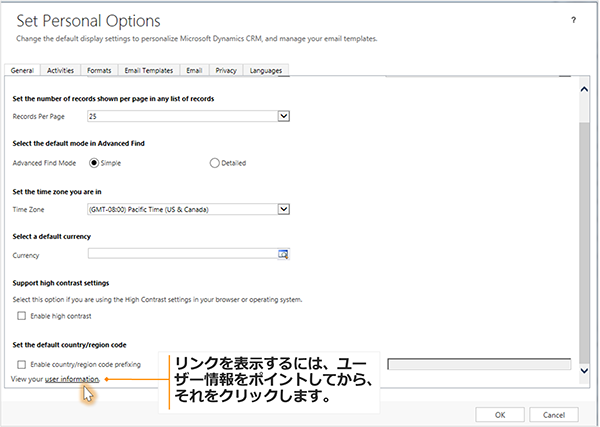 Set Personal Options
?
Change the default display settings to personalize Microsoft Dynamics CRM, and manage your email templates.
General Activities Formats Email Templates Email Privacy Languages
Set the number of records shown per page in any list of records
Records Per Page 25
Select the default mode in Advanced Find
Advanced Find Mode Simple Detailed
Set the time zone you are in
Time Zone (GMT-08:00) Pacific Time (US & Canada)
Select a default currency
Currency
Support high contrast settings
Select this option if you are using the High Contrast settings in your browser or operating system.
Enable high contrast
Set the default country/region code
Enable country/region code prefixing
View your user information.
リンクを表示するには、ユー
ザー情報をポイントしてから、
それをクリックします。
OK Cancel